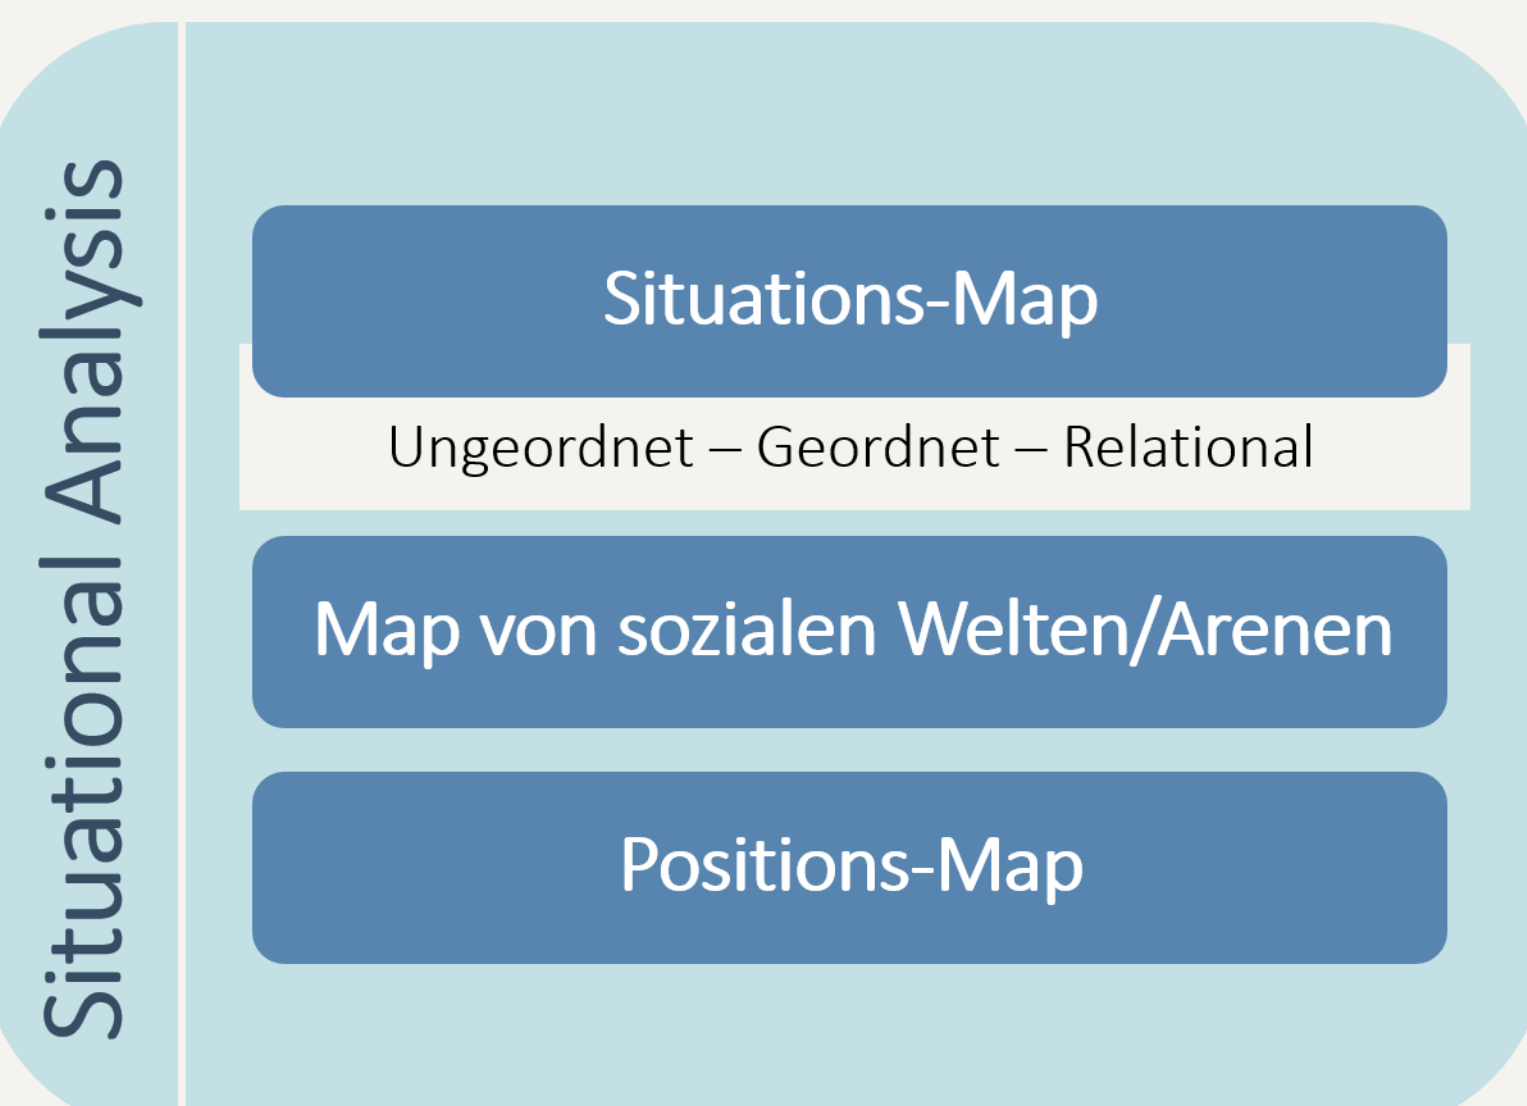 Situational Analysis
Situations-Map
Ungeordnet – Geordnet – Relational
Map von sozialen Welten/Arenen
Positions-Map